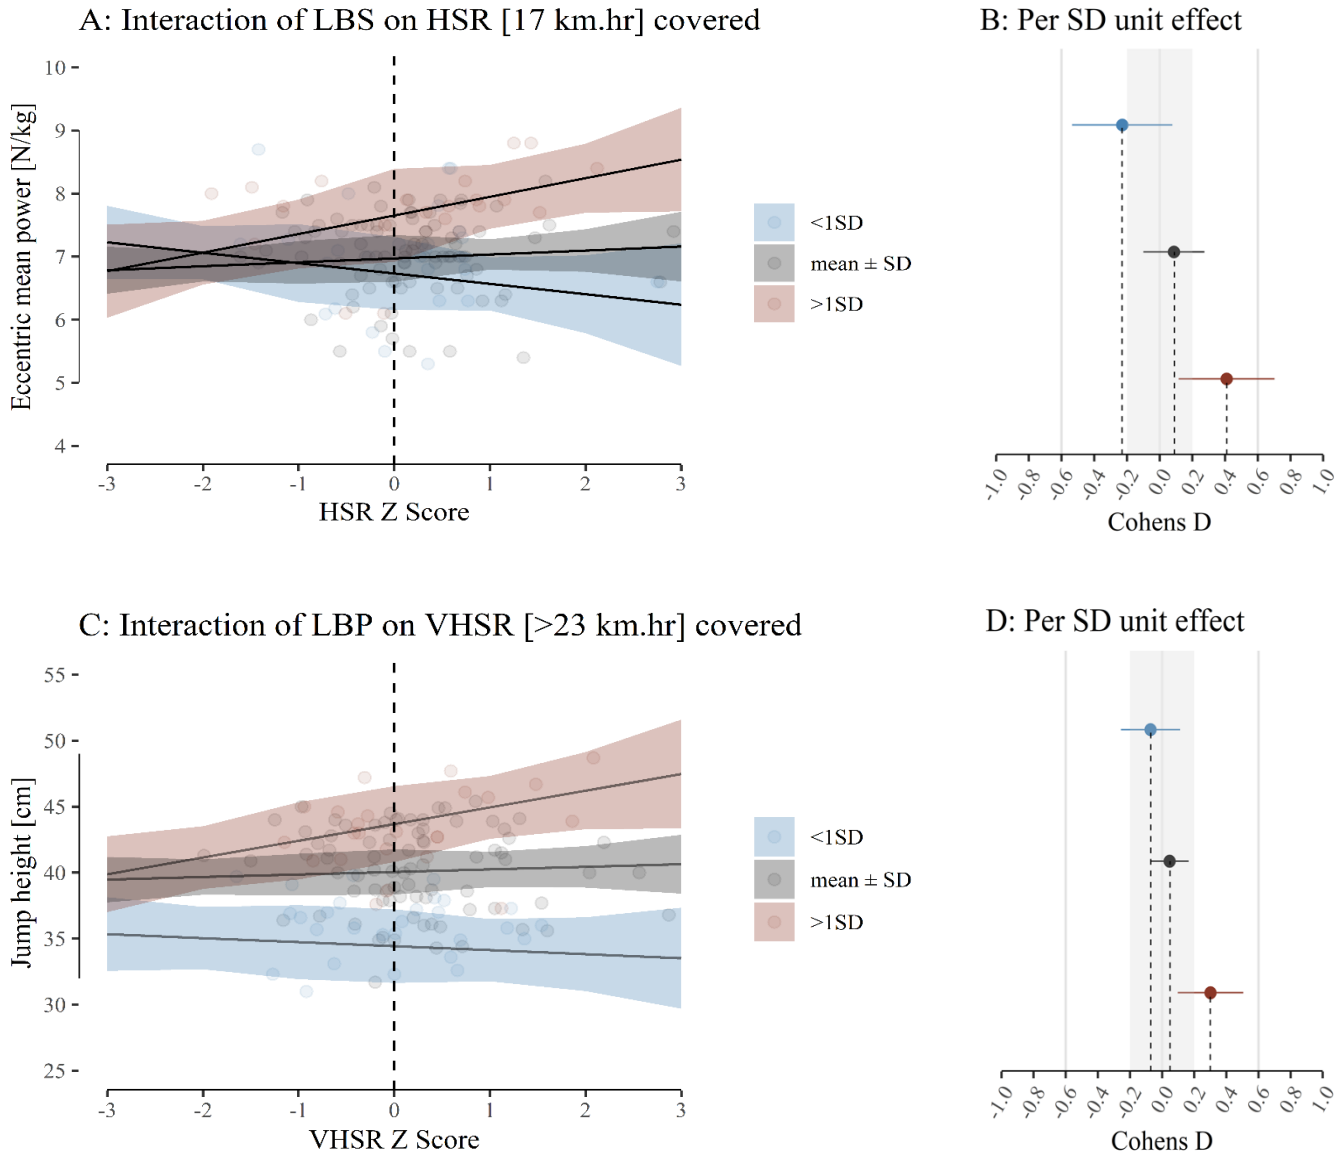 A: Interaction of LBS on HSR [17 km.hr] covered
B: Per SD unit effect
Eccentric mean power [N/kg]
10
9
8
7
6
5
4
-3 -2 -1 0 1 2 3
HSR Z Score
<1SD
mean ± SD
>1SD
-1.0 -0.8 -0.6 -0.4 -0.2 0.0 0.2 0.4 0.6 0.8 1.0
Cohens D
C: Interaction of LBP on VHSR [>23 km.hr] covered
D: Per SD unit effect
Jump height [cm]
55
50
45
40
35
30
25
-3 -2 -1 0 1 2 3
VHSR Z Score
<1SD
mean ± SD
>1SD
-1.0 -0.8 -0.6 -0.4 -0.2 0.0 0.2 0.4 0.6 0.8 1.0
Cohens D